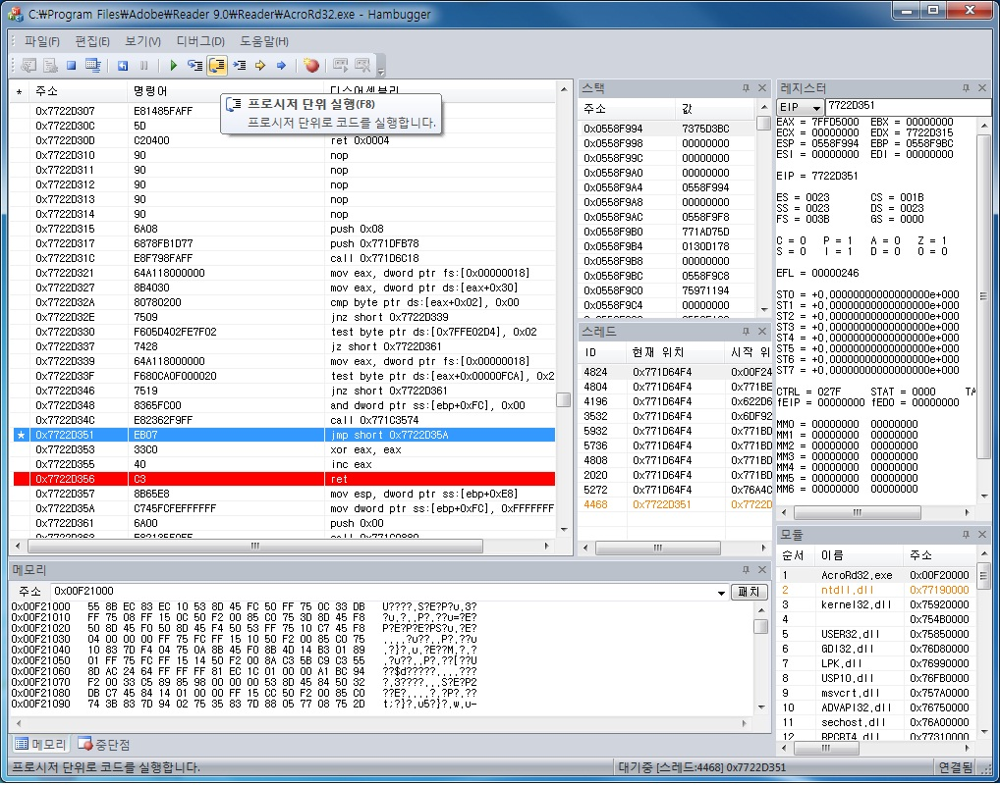 C:₩Program Files₩Adobe₩Reader 9.0₩Reader₩AcroRd32.exe - Hambugger
파일(F) 편집(E) 보기(V) 디버그(D) 도움말(H)
* 주소 명령어 디스어셈블리
프로시저 단위 실행(F8)
프로시저 단위로 코드를 실행합니다.
0x7722D307 E81485FAFF
0x7722D30C 5D
0x7722D30D C20400 ret 0x0004
0x7722D310 90 nop
0x7722D311 90 nop
0x7722D312 90 nop
0x7722D313 90 nop
0x7722D314 90 nop
0x7722D315 6A08 push 0x08
0x7722D317 6878FB1D77 push 0x771DFB78
0x7722D31C E8F798FAFF call 0x771D6C18
0x7722D321 64A118000000 mov eax, dword ptr fs:[0x00000018]
0x7722D327 8B4030 mov eax, dword ptr ds:[eax+0x30]
0x7722D32A 80780200 cmp byte ptr ds:[eax+0x02], 0x00
0x7722D32E 7509 jnz short 0x7722D339
0x7722D330 F605D402FE7F02 test byte ptr ds:[0x7FFE02D4], 0x02
0x7722D337 7428 jz short 0x7722D361
0x7722D339 64A118000000 mov eax, dword ptr fs:[0x00000018]
0x7722D33F F680CA0F000020 test byte ptr ds:[eax+0x00000FCA], 0x2
0x7722D346 7519 jnz short 0x7722D361
0x7722D348 8365FC00 and dword ptr ss:[ebp+0xFC], 0x00
0x7722D34C E82362F9FF call 0x771C3574
★ 0x7722D351 EB07 jmp short 0x7722D35A
0x7722D353 33C0 xor eax, eax
0x7722D355 40 inc eax
0x7722D356 C3 ret
0x7722D357 8B65E8 mov esp, dword ptr ss:[ebp+0xE8]
0x7722D35A C745FCFEFFFFFF mov dword ptr ss:[ebp+0xFC], 0xFFFFFFF
0x7722D361 6A00 push 0x00
스택
주소 값
0x0558F994 7375D3BC
0x0558F998 00000000
0x0558F99C 00000000
0x0558F9A0 00000000
0x0558F9A4 0558F994
0x0558F9A8 00000000
0x0558F9AC 0558F9F8
0x0558F9B0 771AD75D
0x0558F9B4 0130D178
0x0558F9B8 00000000
0x0558F9BC 0558F9C8
0x0558F9C0 75971194
0x0558F9C4 00000000
스레드
ID 현재 위치 시작 위
4824 0x771D64F4 0x00F24
4804 0x771D64F4 0x771BE
4196 0x771D64F4 0x622D6
3532 0x771D64F4 0x6DF92
5932 0x771D64F4 0x771BD
5736 0x771D64F4 0x771BD
4808 0x771D64F4 0x771BD
2020 0x771D64F4 0x771BD
5272 0x771D64F4 0x76A4C
4468 0x7722D351 0x7722D
레지스터
EIP 7722D351
EAX = 7FFD5000 EBX = 00000000
ECX = 00000000 EDX = 7722D315
ESP = 0558F994 EBP = 0558F9BC
ESI = 00000000 EDI = 00000000
EIP = 7722D351
ES = 0023 CS = 001B
SS = 0023 DS = 0023
FS = 003B GS = 0000
C = 0 P = 1 A = 0 Z = 1
S = 0 I = 1 D = 0 O = 0
EFL = 00000246
ST0 = +0,0000000000000000e+000
ST1 = +0,0000000000000000e+000
ST2 = +0,0000000000000000e+000
ST3 = +0,0000000000000000e+000
ST4 = +0,0000000000000000e+000
ST5 = +0,0000000000000000e+000
ST6 = +0,0000000000000000e+000
ST7 = +0,0000000000000000e+000
CTRL = 027F STAT = 0000 TA
fEIP = 00000000 fEDO = 00000000
MM0 = 00000000 00000000
MM1 = 00000000 00000000
MM2 = 00000000 00000000
MM3 = 00000000 00000000
MM4 = 00000000 00000000
MM5 = 00000000 00000000
MM6 = 00000000 00000000
모듈
순서 이름 주소
1 AcroRd32.exe 0x00F20000
2 ntdll.dll 0x77190000
3 kernel32.dll 0x75920000
4 0x754B0000
5 USER32.dll 0x75850000
6 GDI32.dll 0x76D80000
7 LPK.dll 0x76990000
8 USP10.dll 0x76FB0000
9 msvcrt.dll 0x757A0000
10 ADVAPI32.dll 0x76750000
11 sechost.dll 0x76A00000
12 RPCRT4.dll 0x77310000
메모리
주소 0x00F21000 패치
0x00F21000 55 8B EC 83 EC 10 53 8D 45 FC 50 FF 75 0C 33 DB U????,S?E?P?u,3?
0x00F21010 FF 75 08 FF 15 0C 50 F2 00 85 C0 75 3D 8D 45 F8 ?u,?,,P?,??u=?E?
0x00F21020 50 8D 45 F0 50 8D 45 F4 50 53 FF 75 10 C7 45 F8 P?E?P?E?PS?u,?E?
0x00F21030 04 00 00 00 FF 75 FC FF 15 10 50 F2 00 85 C0 75 ,,,,?u??,,P?,??u
0x00F21040 10 83 7D F4 04 75 0A 8B 45 F0 8B 4D 14 B3 01 89 ,?}?,u,?E??M,?,?
0x00F21050 01 FF 75 FC FF 15 14 50 F2 00 8A C3 5B C9 C3 55 ,?u??,,P?,??[??U
0x00F21060 8D AC 24 64 FF FF FF 81 EC 1C 01 00 00 A1 BC 94 ??$d?????,,,,???
0x00F21070 F2 00 33 C5 89 85 98 00 00 00 53 8D 45 84 50 32 ?,3????,,,S?E?P2
0x00F21080 DB C7 45 84 14 01 00 00 FF 15 CC 50 F2 00 85 C0 ??E?,,,,?,?P?,??
0x00F21090 74 3B 83 7D 94 02 75 35 83 7D 88 05 77 08 75 2D t;?}?,u5?}?,w,u-
메모리 중단점
프로시저 단위로 코드를 실행합니다. 대기중 [스레드:4468] 0x7722D351 연결됨